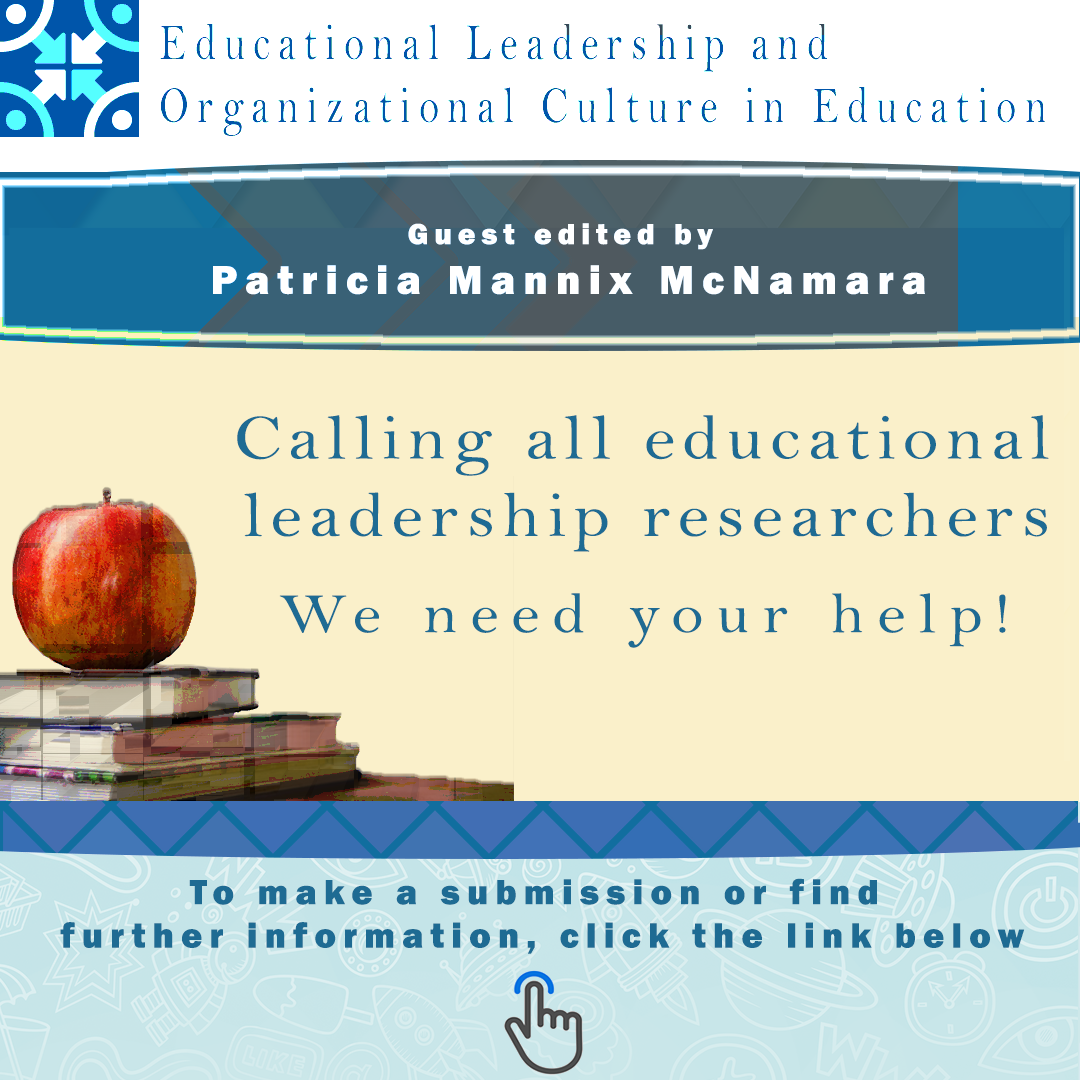 Educational Leadership and
Organizational Culture in Education
Guest edited by
Patricia Mannix McNamara
Calling all educational
leadership researchers
We need your help!
To make a submission or find
further information, click the link below
LIKE